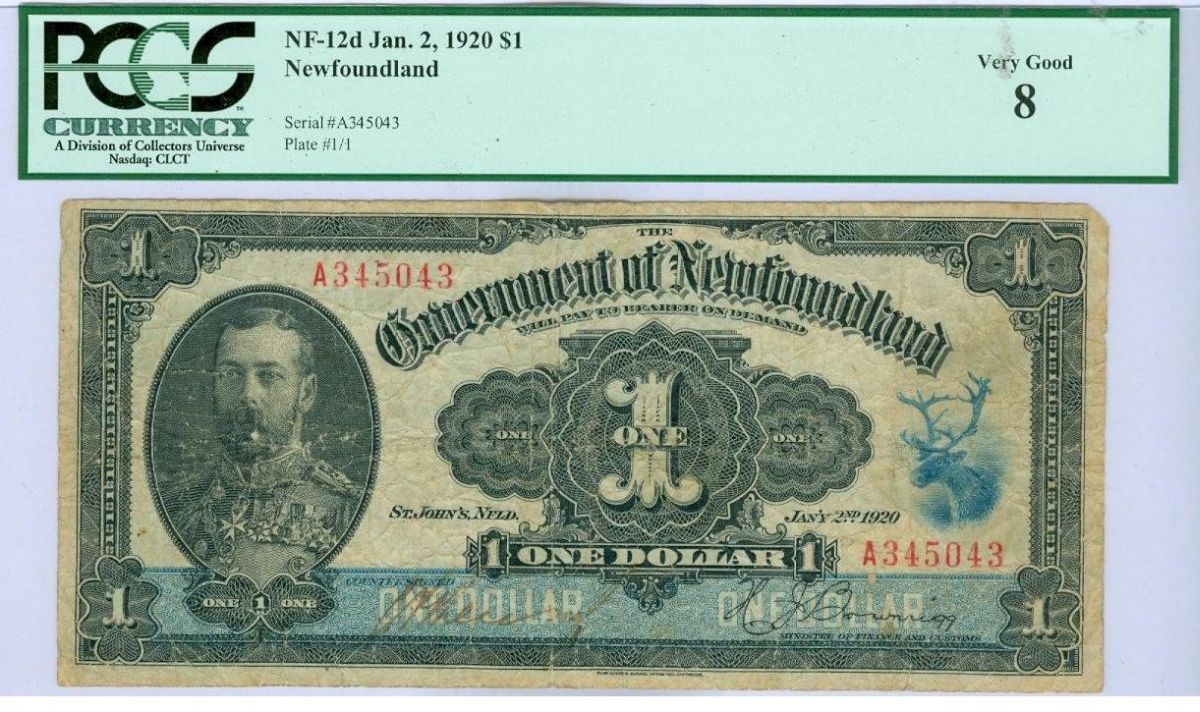 PCGS
CURRENCY
A Division of Collectors Universe
Nasdaq: CLCT
NF-12d Jan. 2, 1920 $1
Newfoundland
Serial #A345043
Plate #1/1
Very Good
8
1
THE
1
A345043
Government of Newfoundland
WILL PAY TO BEARER ON DEMAND
ONE
1
ONE
ONE
ST. JOHN'S, NFLD.
JAN'Y 2ND 1920
1 ONE DOLLAR 1
A345043
COUNTERSIGNED
1
ONE 1 ONE
ONE DOLLAR
ONE DOLLAR
1
MINISTER OF FINANCE AND CUSTOMS